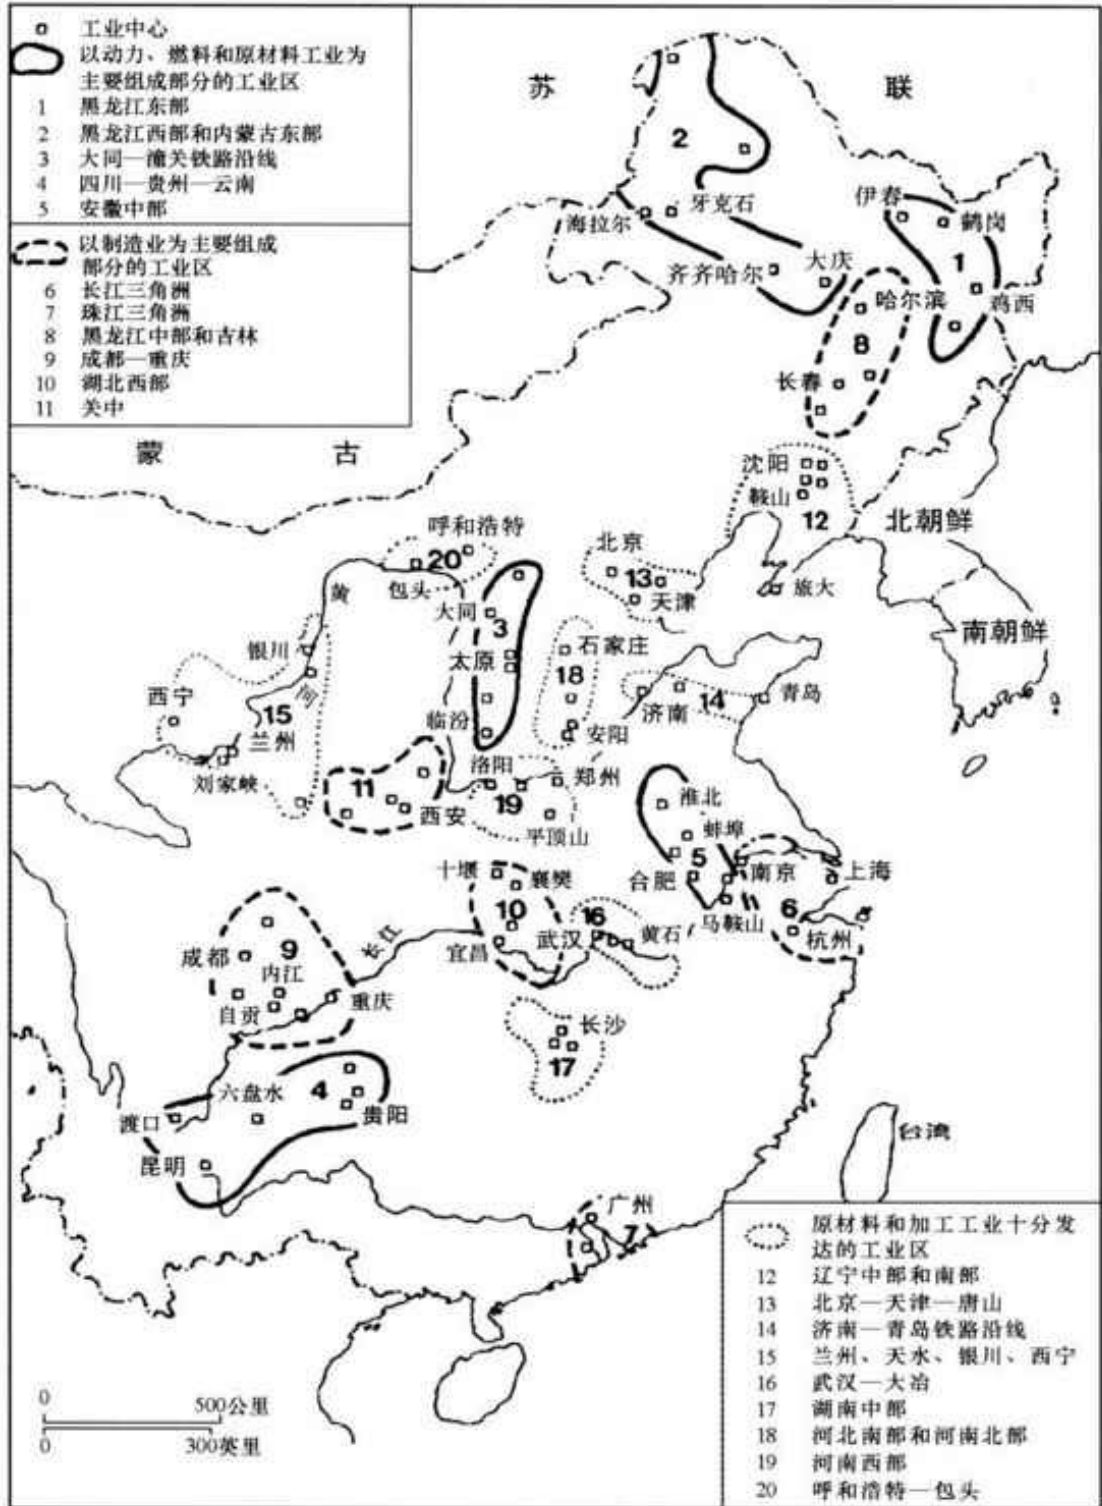 工业中心
以动力、燃料和原材料工业为
主要组成部分的工业区
1 黑龙江东部
2 黑龙江西部和内蒙古东部
3 大同—潼关铁路沿线
4 四川—贵州—云南
5 安徽中部
以制造业为主要组成
部分的工业区
6 长江三角洲
7 珠江三角洲
8 黑龙江中部和吉林
9 成都—重庆
10 湖北西部
11 关中
苏 联
2
伊春
鹤岗
海拉尔
牙克石
1
齐齐哈尔
大庆
鸡西
哈尔滨
8
长春
蒙 古
沈阳
鞍山
12
北朝鲜
呼和浩特
20
包头
北京
13
天津
旅大
黄
大同
3
南朝鲜
银川
太原
石家庄
18
河
西宁
15
14
青岛
济南
临汾
安阳
兰州
刘家峡
洛阳
郑州
11
19
西安
平顶山
淮北
蚌埠
十堰
襄樊
5
合肥
南京
上海
10
16
马鞍山
6
武汉
黄石
杭州
宜昌
长江
9
成都
内江
自贡
重庆
长沙
17
六盘水
4
渡口
贵阳
昆明
台湾
广州
7
原材料和加工工业十分发
达的工业区
12 辽宁中部和南部
13 北京—天津—唐山
14 济南—青岛铁路沿线
15 兰州、天水、银川、西宁
16 武汉—大冶
17 湖南中部
18 河北南部和河南北部
19 河南西部
20 呼和浩特—包头
0 500公里
0 300英里